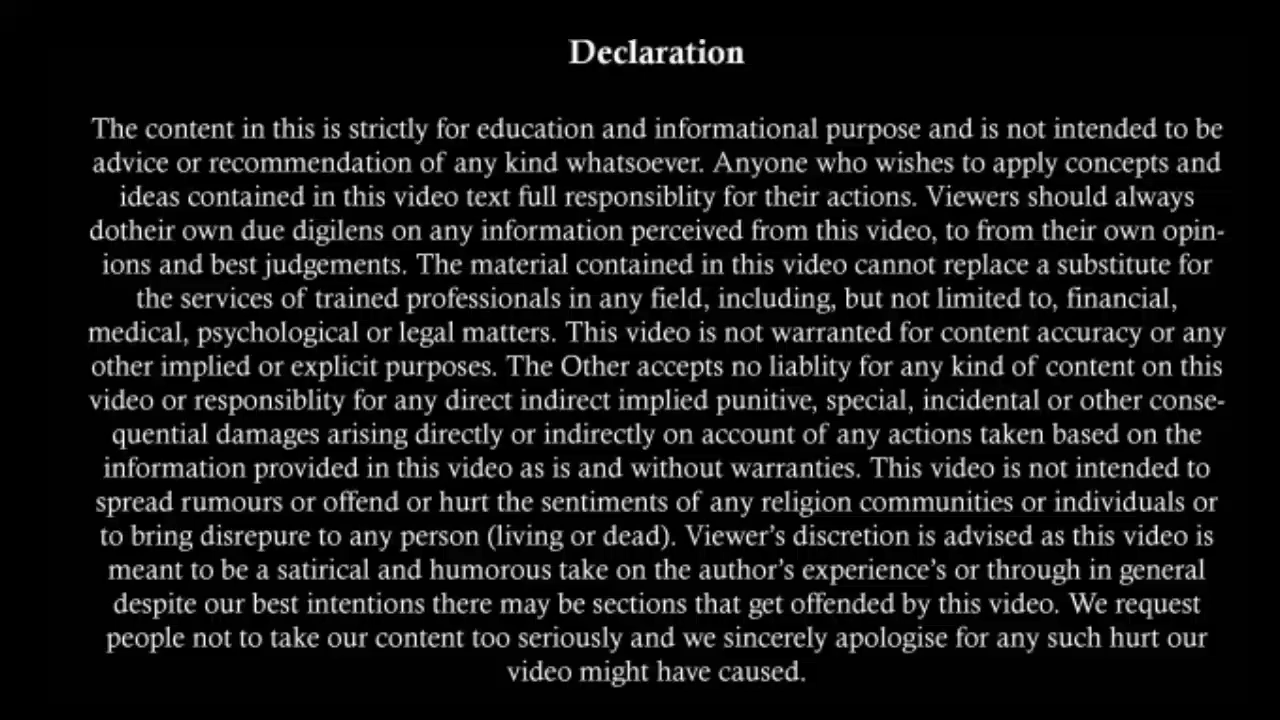 Declaration
The content in this is strictly for education and informational purpose and is not intended to be
advice or recommendation of any kind whatsoever. Anyone who wishes to apply concepts and
ideas contained in this video text full responsiblity for their actions. Viewers should always
dotheir own due digilens on any information perceived from this video, to from their own opin-
ions and best judgements. The material contained in this video cannot replace a substitute for
the services of trained professionals in any field, including, but not limited to, financial,
medical, psychological or legal matters. This video is not warranted for content accuracy or any
other implied or explicit purposes. The Other accepts no liablity for any kind of content on this
video or responsiblity for any direct indirect implied punitive, special, incidental or other conse-
quential damages arising directly or indirectly on account of any actions taken based on the
information provided in this video as is and without warranties. This video is not intended to
spread rumours or offend or hurt the sentiments of any religion communities or individuals or
to bring disrepure to any person (living or dead). Viewer's discretion is advised as this video is
meant to be a satirical and humorous take on the author's experience's or through in general
despite our best intentions there may be sections that get offended by this video. We request
people not to take our content too seriously and we sincerely apologise for any such hurt our
video might have caused.